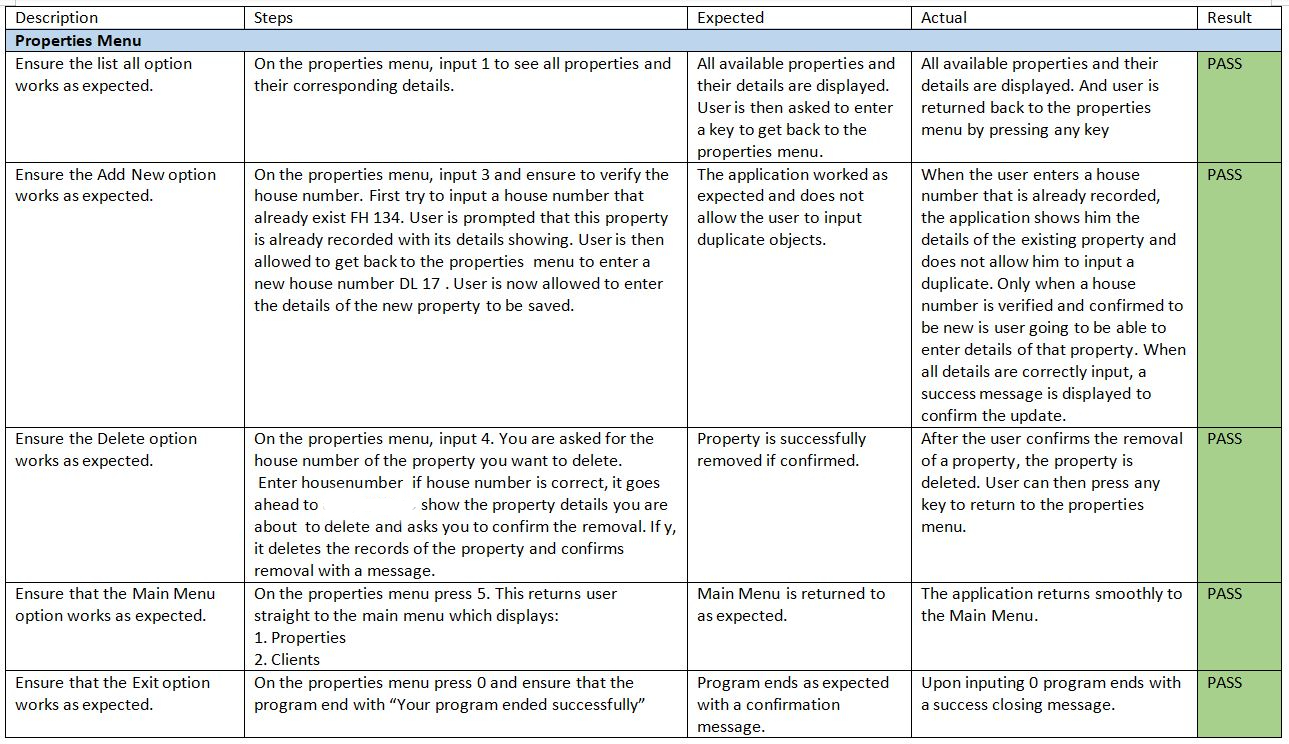 Description Steps Expected Actual Result
Properties Menu
Ensure the list all option
works as expected.
On the properties menu, input 1 to see all properties and
their corresponding details.
All available properties and
their details are displayed.
User is then asked to enter
a key to get back to the
properties menu.
All available properties and their
details are displayed. And user is
returned back to the properties
menu by pressing any key
PASS
Ensure the Add New option
works as expected.
On the properties menu, input 3 and ensure to verify the
house number. First try to input a house number that
already exist FH 134. User is prompted that this property
is already recorded with its details showing. User is then
allowed to get back to the properties menu to enter a
new house number DL 17 . User is now allowed to enter
the details of the new property to be saved.
The application worked as
expected and does not
allow the user to input
duplicate objects.
When the user enters a house
number that is already recorded,
the application shows him the
details of the existing property and
does not allow him to input a
duplicate. Only when a house
number is verified and confirmed to
be new is user going to be able to
enter details of that property. When
all details are correctly input, a
success message is displayed to
confirm the update.
PASS
Ensure the Delete option
works as expected.
On the properties menu, input 4. You are asked for the
house number of the property you want to delete.
Enter housenumber if house number is correct, it goes
ahead to show the property details you are
about to delete and asks you to confirm the removal. If y,
it deletes the records of the property and confirms
removal with a message.
Property is successfully
removed if confirmed.
After the user confirms the removal
of a property, the property is
deleted. User can then press any
key to return to the properties
menu.
PASS
Ensure that the Main Menu
option works as expected.
On the properties menu press 5. This returns user
straight to the main menu which displays:
1. Properties
2. Clients
Main Menu is returned to
as expected.
The application returns smoothly to
the Main Menu.
PASS
Ensure that the Exit option
works as expected.
On the properties menu press 0 and ensure that the
program end with “Your program ended successfully”
Program ends as expected
with a confirmation
message.
Upon inputing 0 program ends with
a success closing message.
PASS